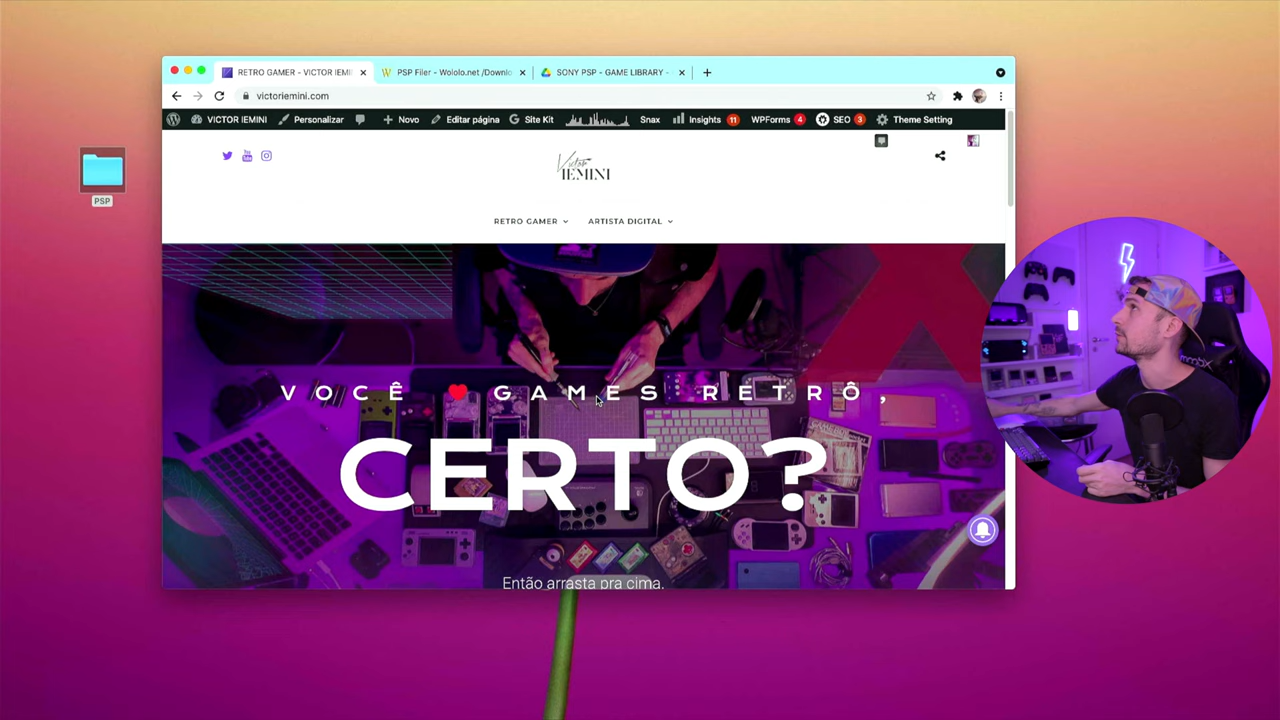 RETRO GAMER - VICTOR IEMINI
PSP Filer - Wololo.net /Downlo
SONY PSP - GAME LIBRARY -
victoriemini.com
VICTOR IEMINI
Personalizar
Novo
Editar página
Site Kit
Snax
Insights 11
WPForms 4
SEO 3
Theme Setting
PSP
Victor
IEMINI
RETRO GAMER
ARTISTA DIGITAL
VOCÊ ❤ GAMES RETRÔ,
CERTO?
Então arrasta pra cima.